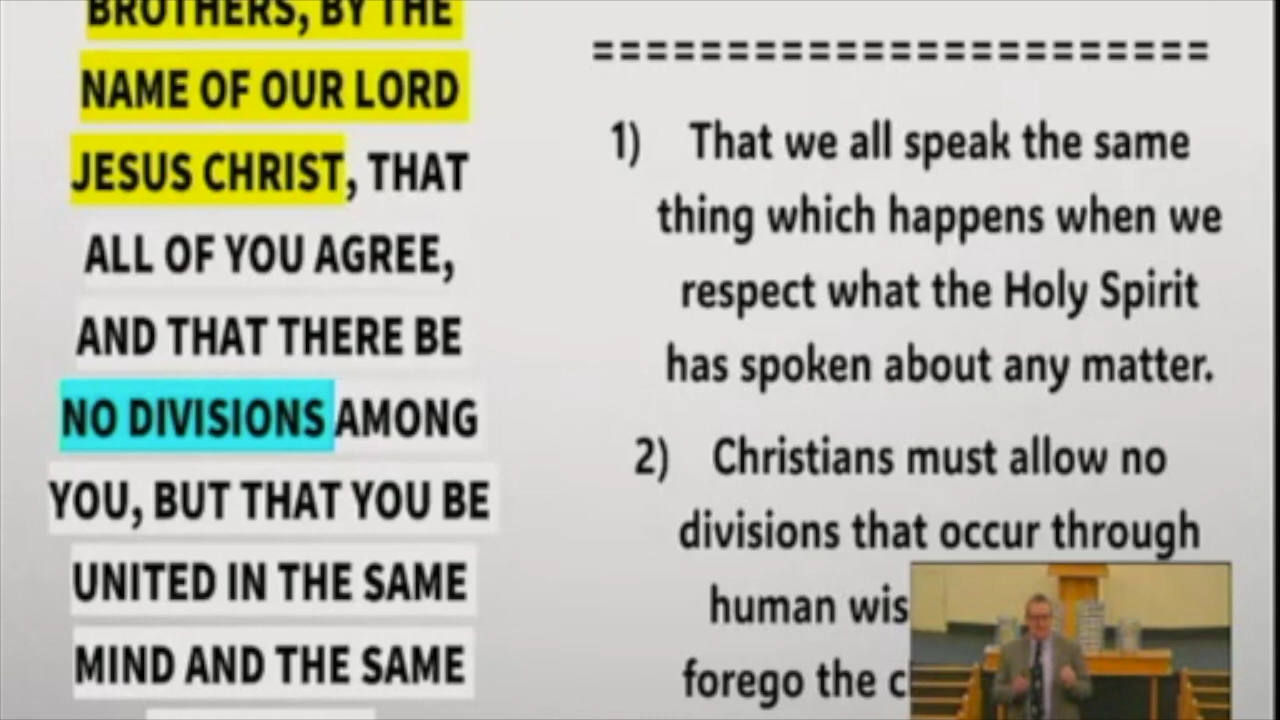 BROTHERS, BY THE
NAME OF OUR LORD
JESUS CHRIST, THAT
ALL OF YOU AGREE,
AND THAT THERE BE
NO DIVISIONS AMONG
YOU, BUT THAT YOU BE
UNITED IN THE SAME
MIND AND THE SAME
=======================
1) That we all speak the same
thing which happens when we
respect what the Holy Spirit
has spoken about any matter.
2) Christians must allow no
divisions that occur through
human
forego the